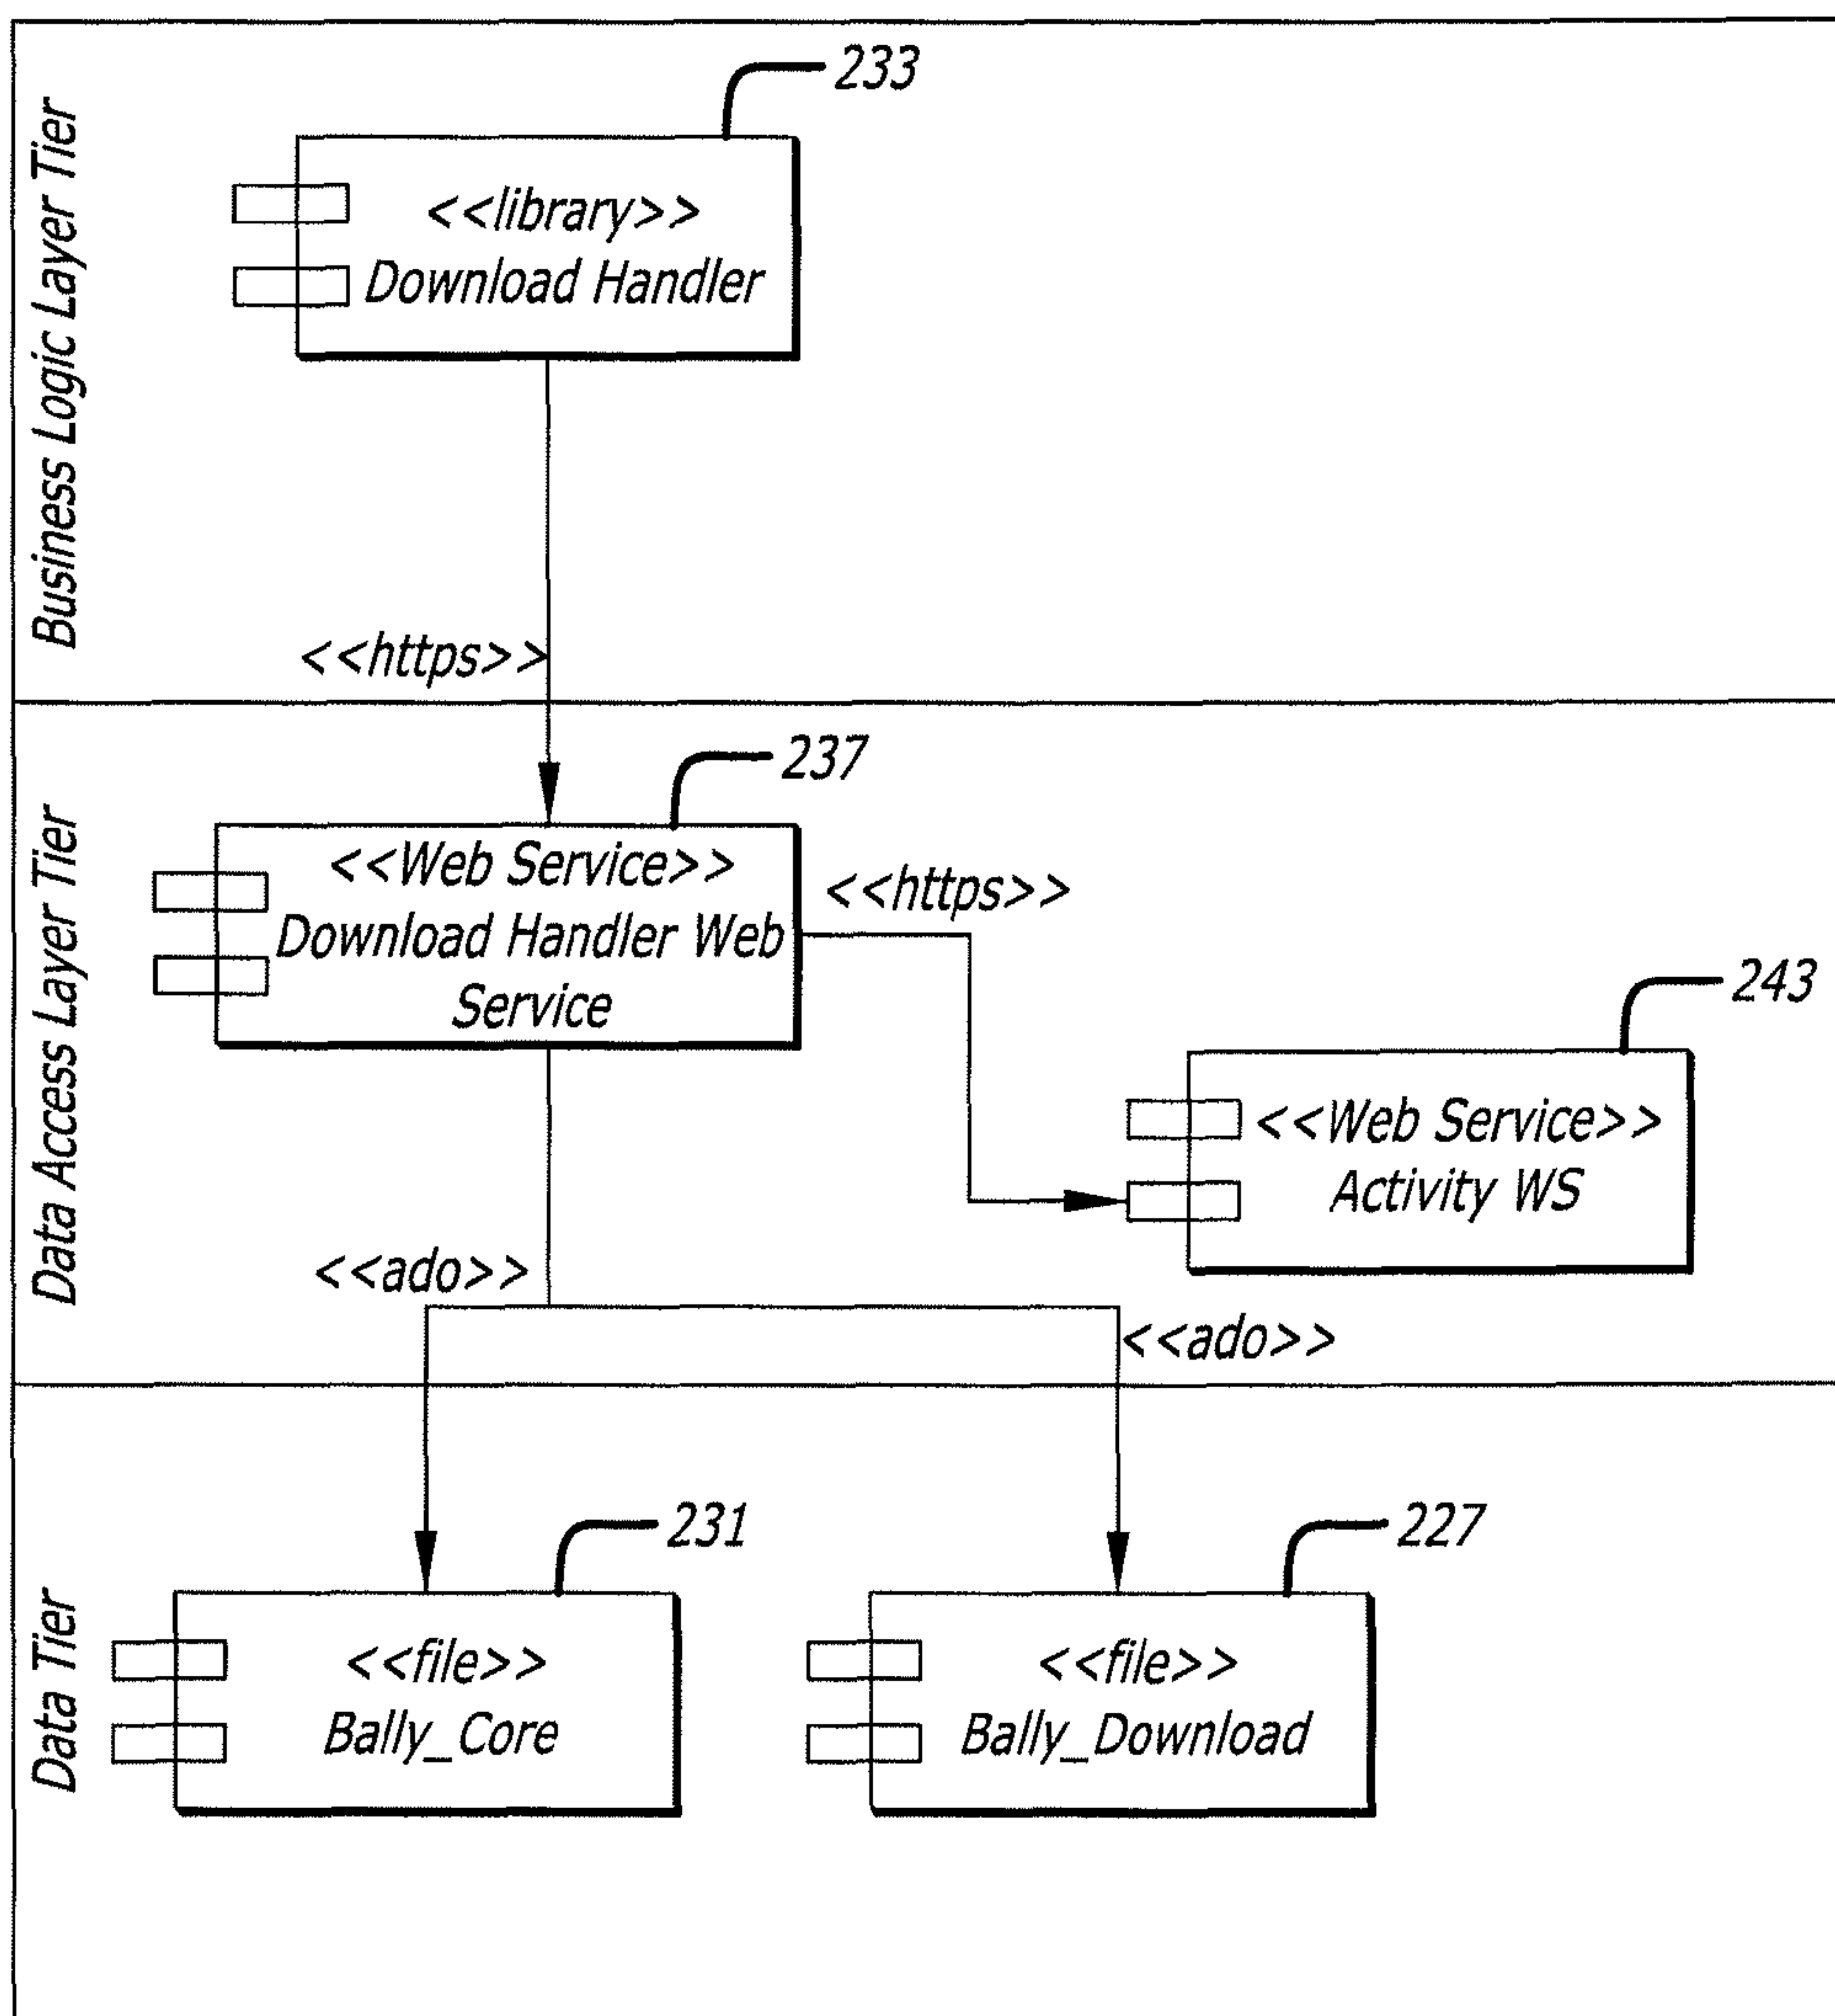 Business Logic Layer Tier
233
<<library>>
Download Handler
<<https>>
Data Access Layer Tier
237
<<Web Service>>
Download Handler Web
Service
<<https>>
243
<<Web Service>>
Activity WS
<<ado>>
<<ado>>
Data Tier
231
<<file>>
Bally_Core
227
<<file>>
Bally_Download